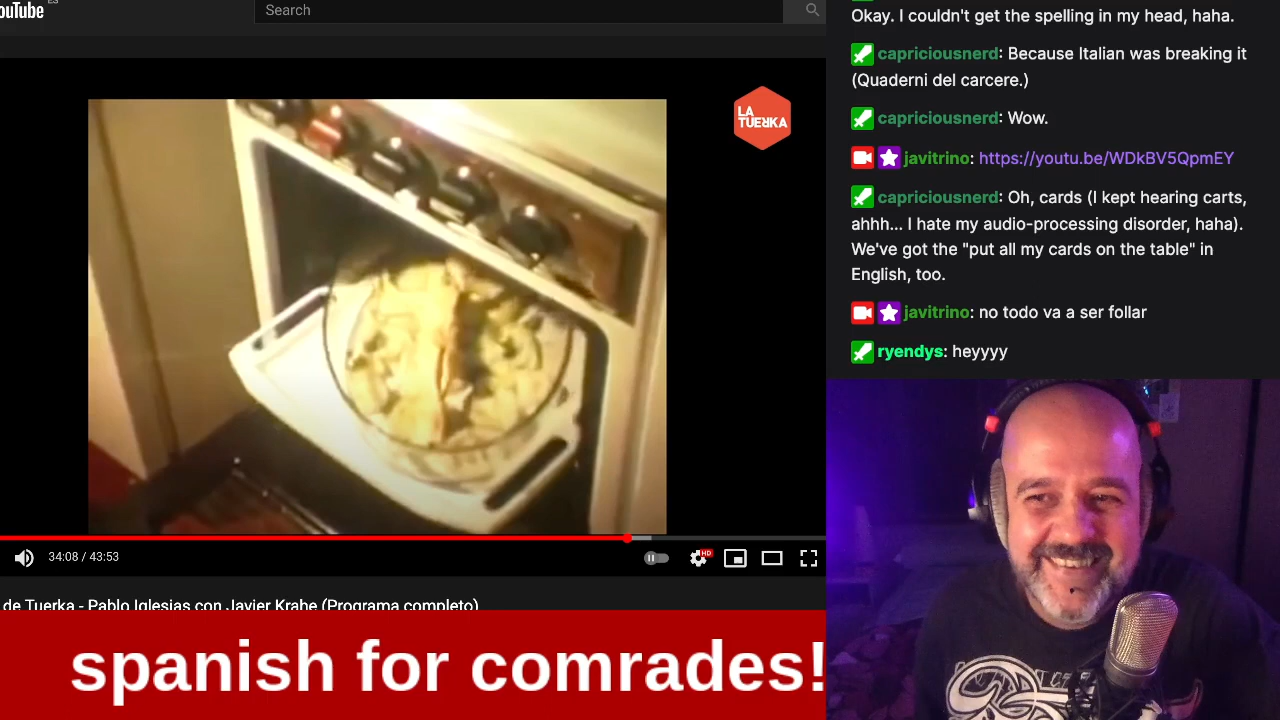 ouTube
ES
Search
LA
TUERKA
34:08 / 43:53
HD
de Tuerka - Pablo Iglesias con Javier Krahe (Programa completo)
spanish for comrades!
Okay. I couldn't get the spelling in my head, haha.
capriciousnerd: Because Italian was breaking it
(Quaderni del carcere.)
capriciousnerd: Wow.
javitrino: https://youtu.be/WDkBV5QpmEY
capriciousnerd: Oh, cards (I kept hearing carts,
ahhh... I hate my audio-processing disorder, haha).
We've got the "put all my cards on the table" in
English, too.
javitrino: no todo va a ser follar
ryendys: heyyyy